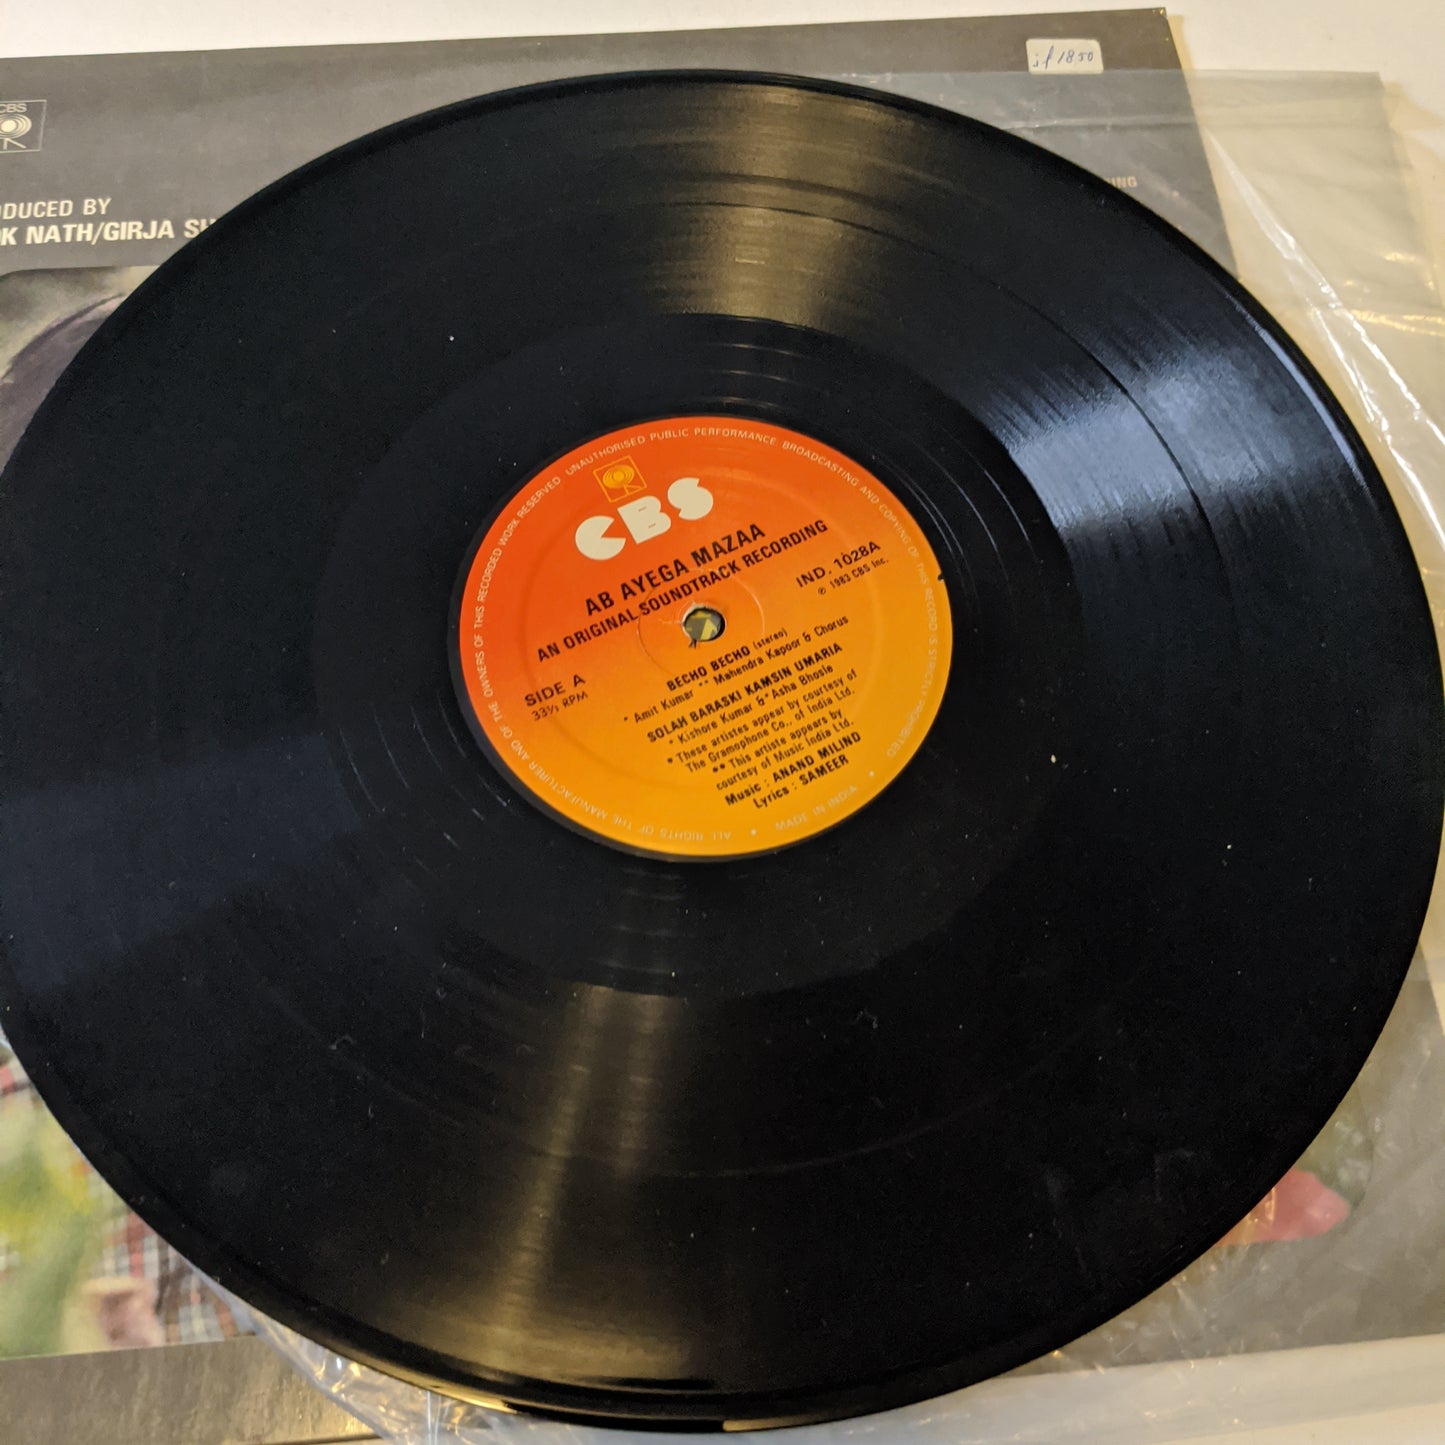 if 1850
CBS
ODUCED BY
OK NATH/GIRJA SH
ING
UNAUTHORISED PUBLIC PERFORMANCE BROADCASTING AND COPYING OF THIS RECORD IS STRICTLY PROHIBITED
ALL RIGHTS OF THE MANUFACTURER AND OF THE OWNERS OF THIS RECORDED WORK RESERVED
CBS
AB AYEGA MAZAA
AN ORIGINAL SOUNDTRACK RECORDING
IND. 1028A
℗ 1983 CBS Inc.
SIDE A
33⅓ RPM
BECHO BECHO (stereo)
* Amit Kumar ** Mahendra Kapoor & Chorus
SOLAH BARASKI KAMSIN UMARIA
* Kishore Kumar &* Asha Bhosle
* These artistes appear by courtesy of
The Gramophone Co., of India Ltd.
** This artiste appears by
courtesy of Music India Ltd.
Music : ANAND MILIND
Lyrics : SAMEER
MADE IN INDIA